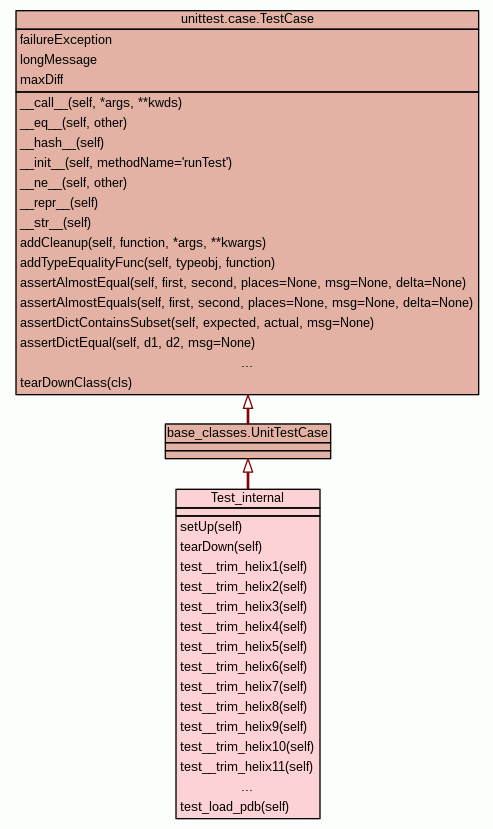 unittest.case.TestCase
failureException
longMessage
maxDiff
__call__(self, *args, **kwds)
__eq__(self, other)
__hash__(self)
__init__(self, methodName='runTest')
__ne__(self, other)
__repr__(self)
__str__(self)
addCleanup(self, function, *args, **kwargs)
addTypeEqualityFunc(self, typeobj, function)
assertAlmostEqual(self, first, second, places=None, msg=None, delta=None)
assertAlmostEquals(self, first, second, places=None, msg=None, delta=None)
assertDictContainsSubset(self, expected, actual, msg=None)
assertDictEqual(self, d1, d2, msg=None)
...
tearDownClass(cls)
base_classes.UnitTestCase
Test_internal
setUp(self)
tearDown(self)
test__trim_helix1(self)
test__trim_helix2(self)
test__trim_helix3(self)
test__trim_helix4(self)
test__trim_helix5(self)
test__trim_helix6(self)
test__trim_helix7(self)
test__trim_helix8(self)
test__trim_helix9(self)
test__trim_helix10(self)
test__trim_helix11(self)
...
test_load_pdb(self)